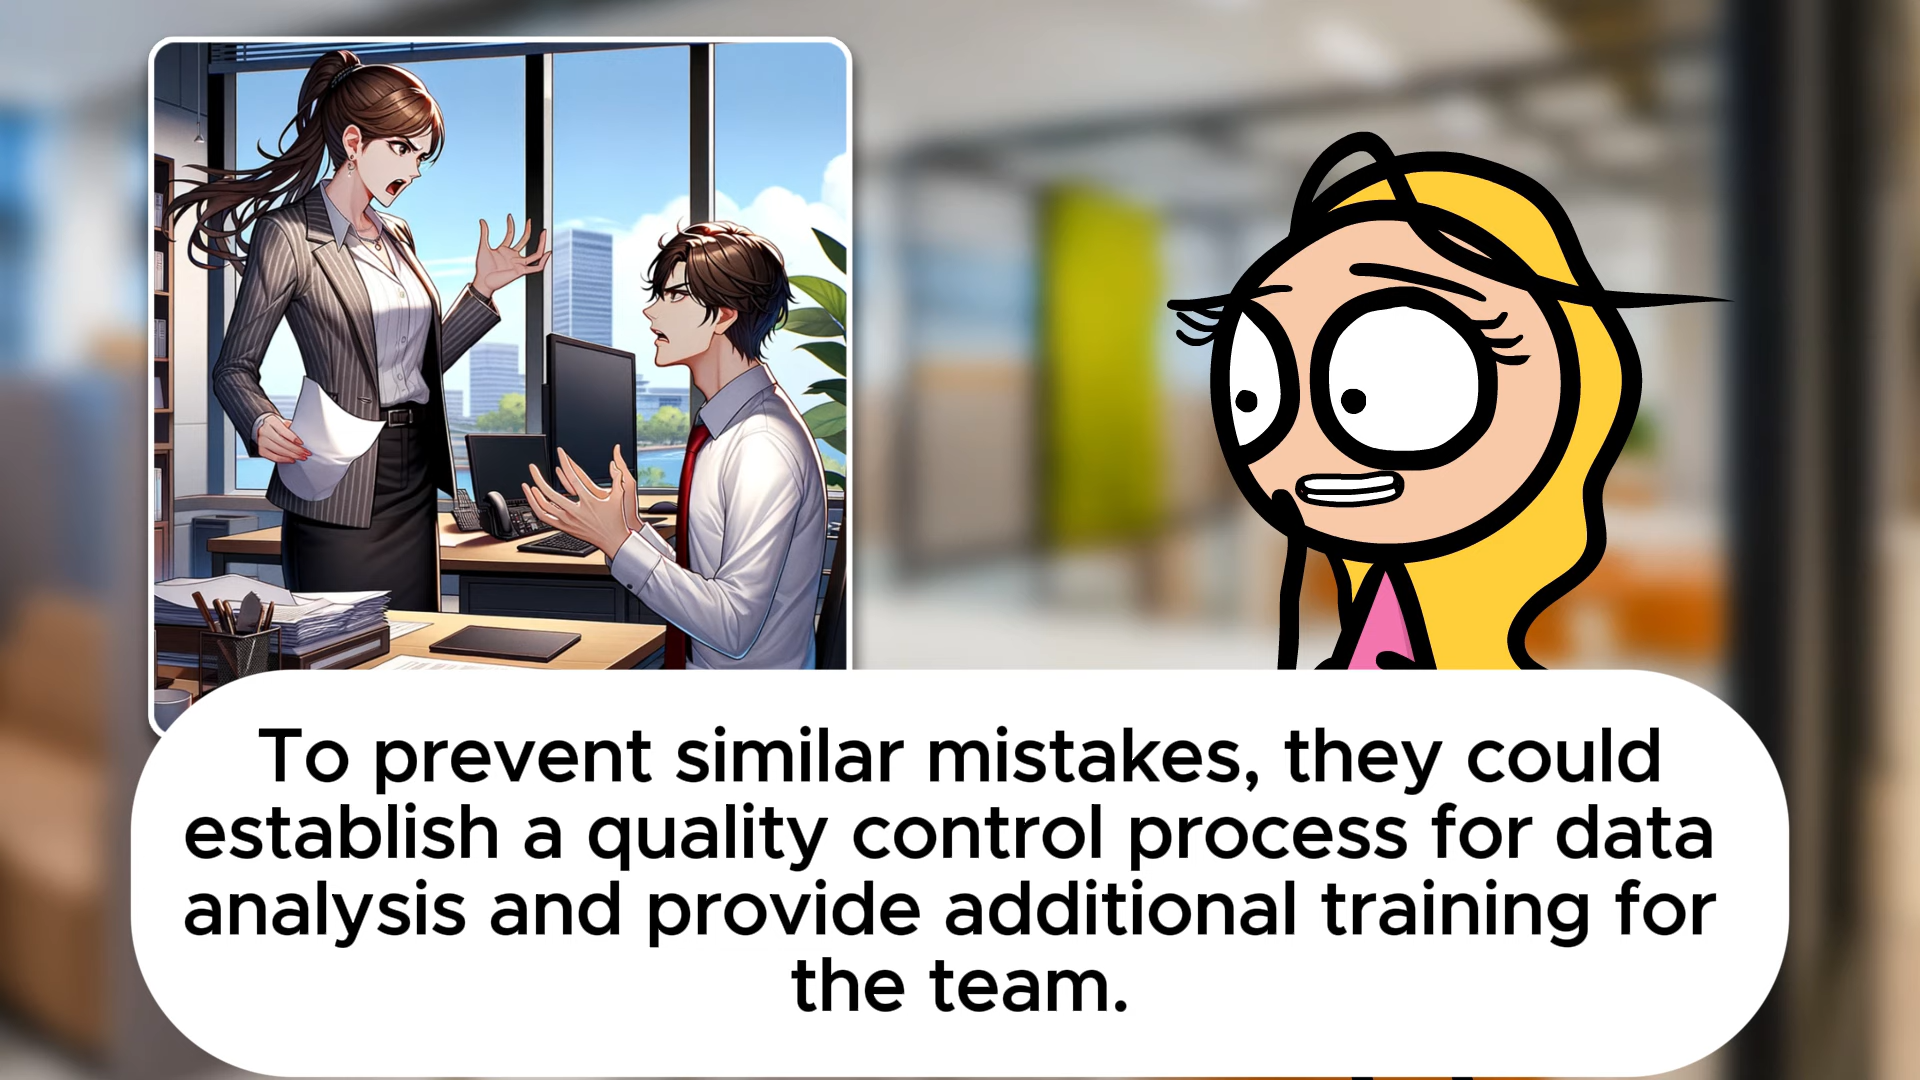 To prevent similar mistakes, they could
establish a quality control process for data
analysis and provide additional training for
the team.